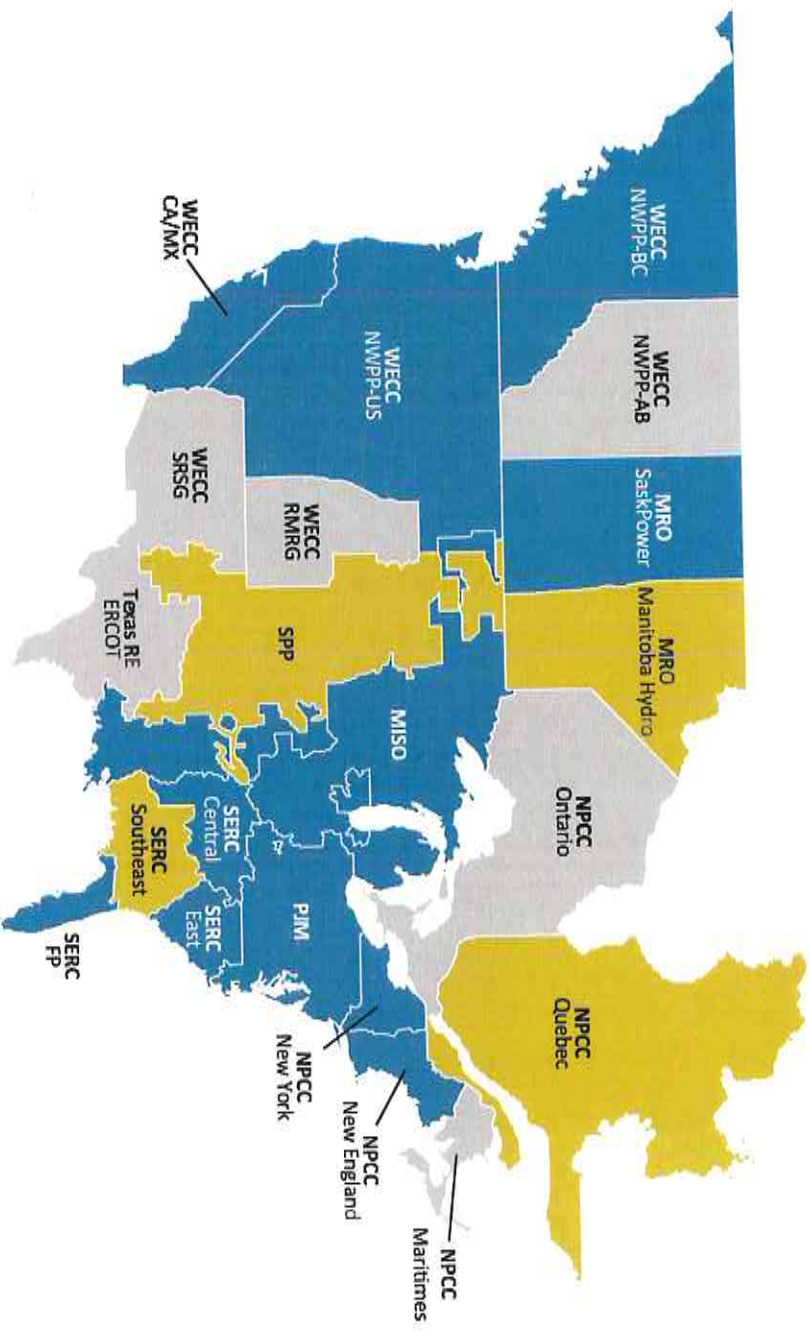 WECC
NWPP-BC
WECC
NWPP-AB
MRO
SaskPower
MRO
Manitoba Hydro
NPCC
Ontario
NPCC
Quebec
WECC
CA/MX
WECC
NWPP-US
WECC
SRSG
WECC
RMRG
SPP
MISO
Texas RE
ERCOT
SERC
Central
SERC
Southeast
SERC
East
SERC
FP
PJM
NPCC
New York
NPCC
New England
NPCC
Maritimes